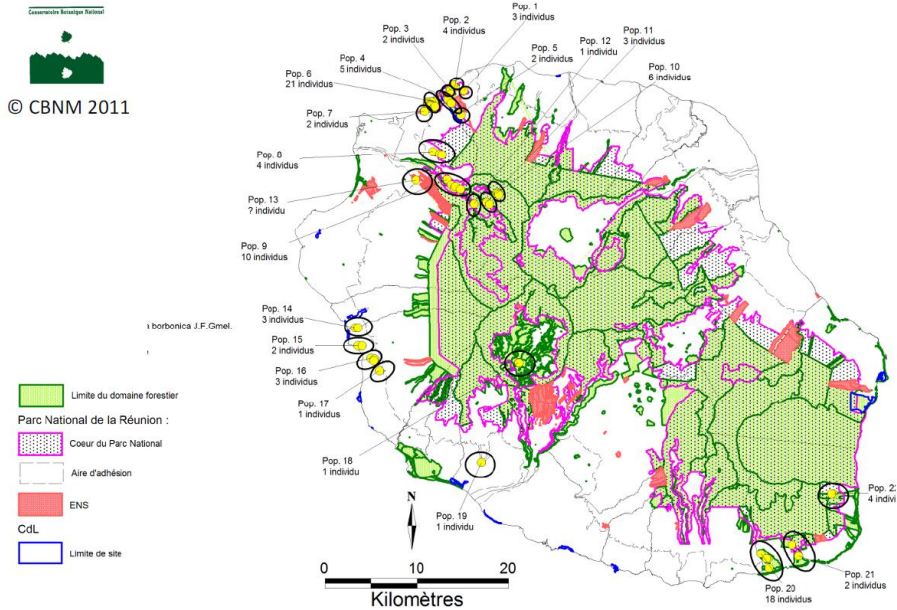 Conservatoire Botanique National
© CBNM 2011
Pop. 1
3 individus
Pop. 2
4 individus
Pop. 3
2 individus
Pop. 4
5 individus
Pop. 5
2 individus
Pop. 12
1 individu
Pop. 11
3 individus
Pop. 10
6 individus
Pop. 6
21 individus
Pop. 7
2 individus
Pop. 8
4 individus
Pop. 13
? individu
Pop. 9
10 individus
Pop. 14
3 individus
Pop. 15
2 individus
Pop. 16
3 individus
Pop. 17
1 individus
Pop. 18
1 individu
Pop. 19
1 individu
Pop. 20
18 individus
Pop. 21
2 individus
Pop. 22
4 indivi
borbonica J.F.Gmel.
Limite du domaine forestier
Parc National de la Réunion :
Coeur du Parc National
Aire d'adhésion
ENS
CdL
Limite de site
N
0 10 20
Kilomètres